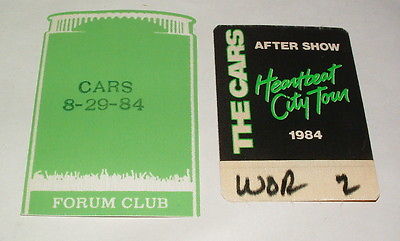 CARS
8-29-84
FORUM CLUB
THE CARS
AFTER SHOW
Heartbeat
City Tour
1984
WOR 2